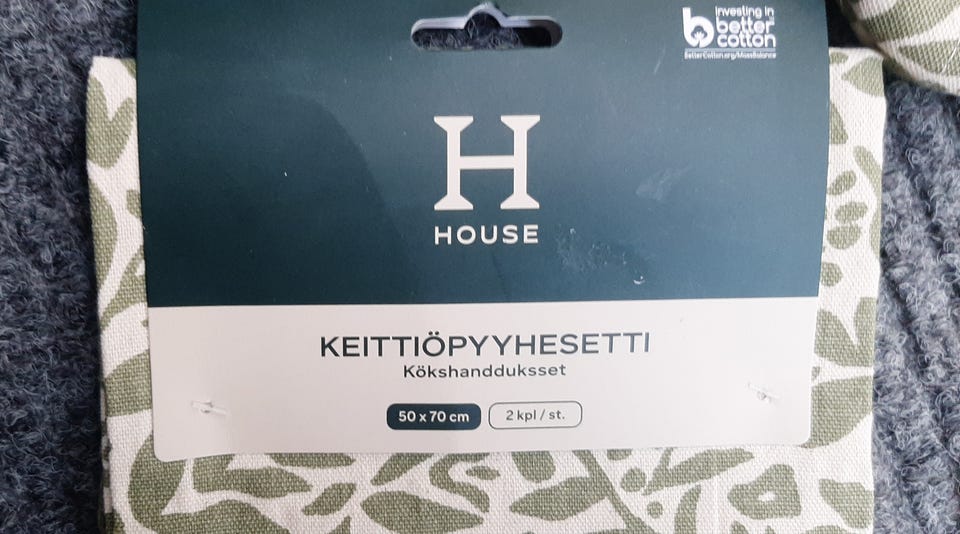 investing in
better
cotton
BetterCotton.org/MassBalance
H
HOUSE
KEITTIÖPYYHESETTI
Kökshandduksset
50 x 70 cm
2 kpl / st.